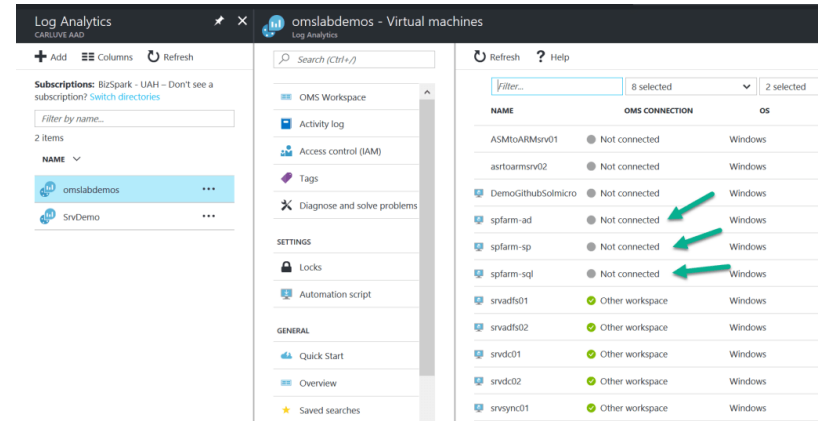 Log Analytics
CARLUVE AAD
Add Columns Refresh
Subscriptions: BizSpark - UAH – Don't see a
subscription? Switch directories
Filter by name...
2 items
NAME
omslabdemos
SrvDemo
omslabdemos - Virtual machines
Log Analytics
Search (Ctrl+/)
OMS Workspace
Activity log
Access control (IAM)
Tags
Diagnose and solve problems
SETTINGS
Locks
Automation script
GENERAL
Quick Start
Overview
Saved searches
Refresh ? Help
Filter... 8 selected 2 selected
NAME OMS CONNECTION OS
ASMtoARMsrv01 Not connected Windows
asrtoarmsrv02 Not connected Windows
DemoGithubSolmicro Not connected Windows
spfarm-ad Not connected Windows
spfarm-sp Not connected Windows
spfarm-sql Not connected Windows
srvadfs01 Other workspace Windows
srvadfs02 Other workspace Windows
srvdc01 Other workspace Windows
srvdc02 Other workspace Windows
srvsync01 Other workspace Windows